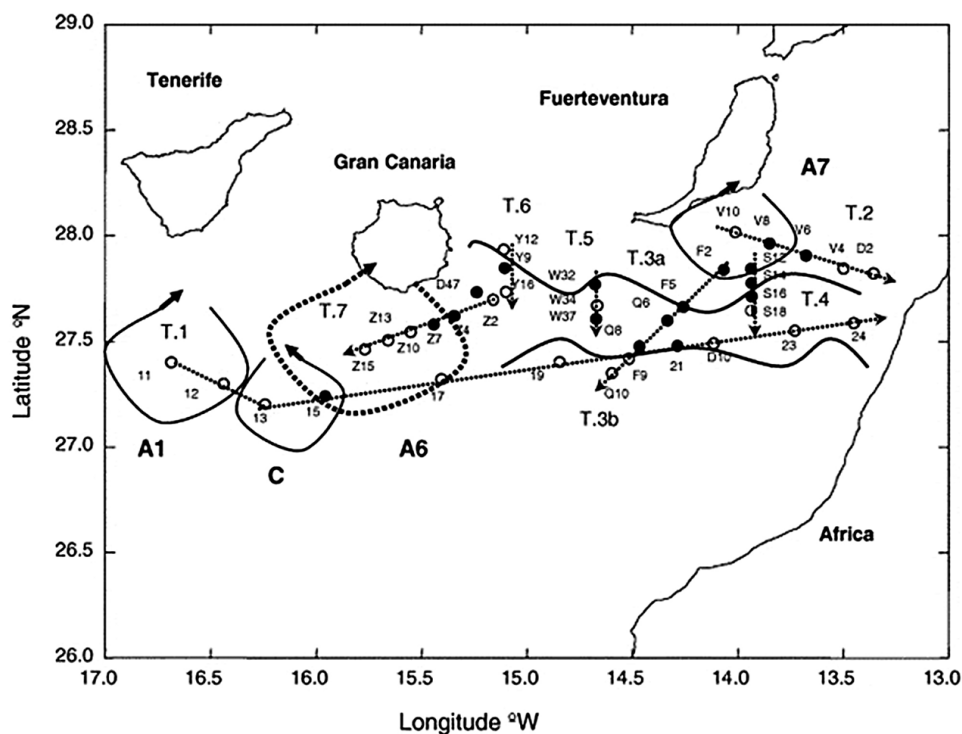 29.0
Tenerife
Fuerteventura
28.5
Gran Canaria
A7
T.6
V10
V8
V6
T.2
28.0
Y12
T.5
Y9
T.3a
F2
S12
V4
D2
W32
S14
D47
Y16
F5
S16
T.4
T.7
W34
Q6
S18
T.1
Z13
Z4
Z2
W37
Q8
27.5
Z10
Z7
Z15
11
19
F9
21
D10
23
24
12
17
Q10
13
15
T.3b
27.0
A1
C
A6
26.5
Africa
26.0
17.0
16.5
16.0
15.5
15.0
14.5
14.0
13.5
13.0
Latitude ºN
Longitude ºW